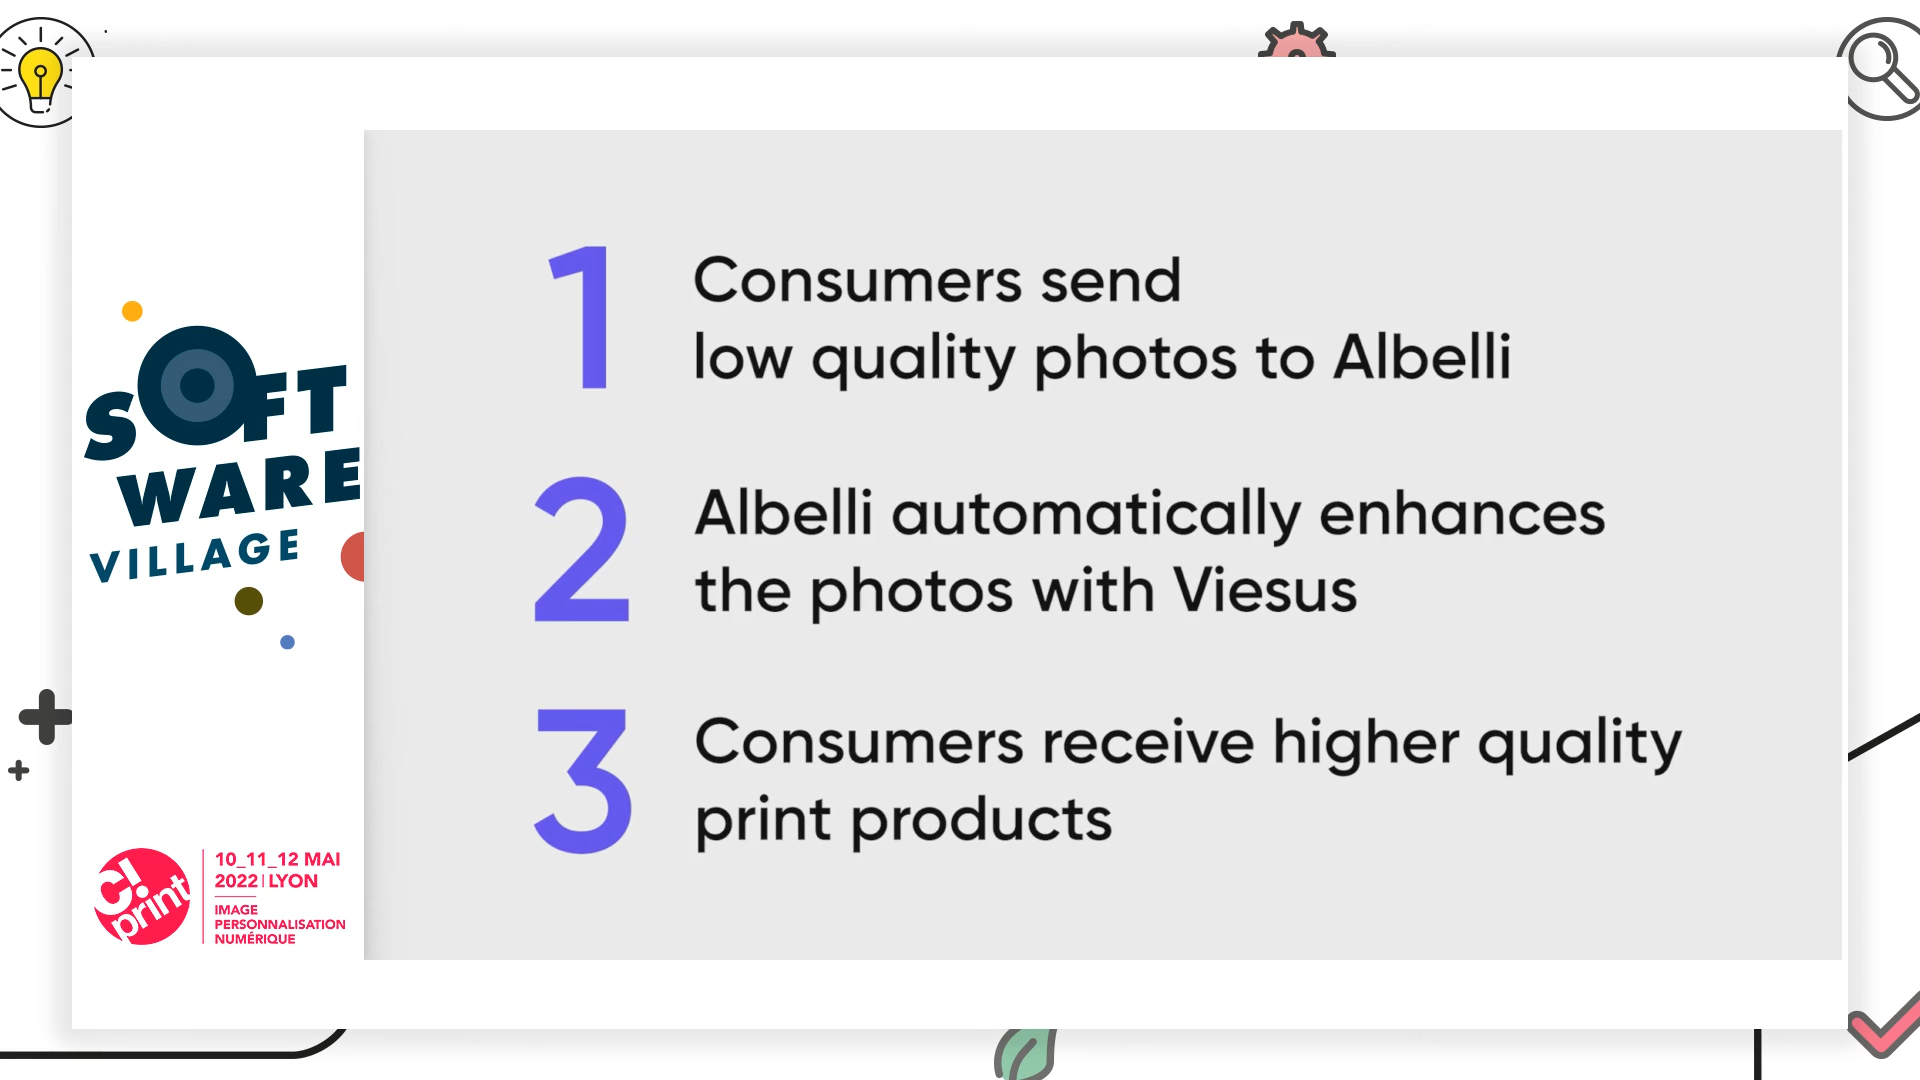 SOFT
WARE
VILLAGE
C!
print
10_11_12 MAI
2022 | LYON
IMAGE
PERSONNALISATION
NUMÉRIQUE
1
Consumers send
low quality photos to Albelli
2
Albelli automatically enhances
the photos with Viesus
3
Consumers receive higher quality
print products